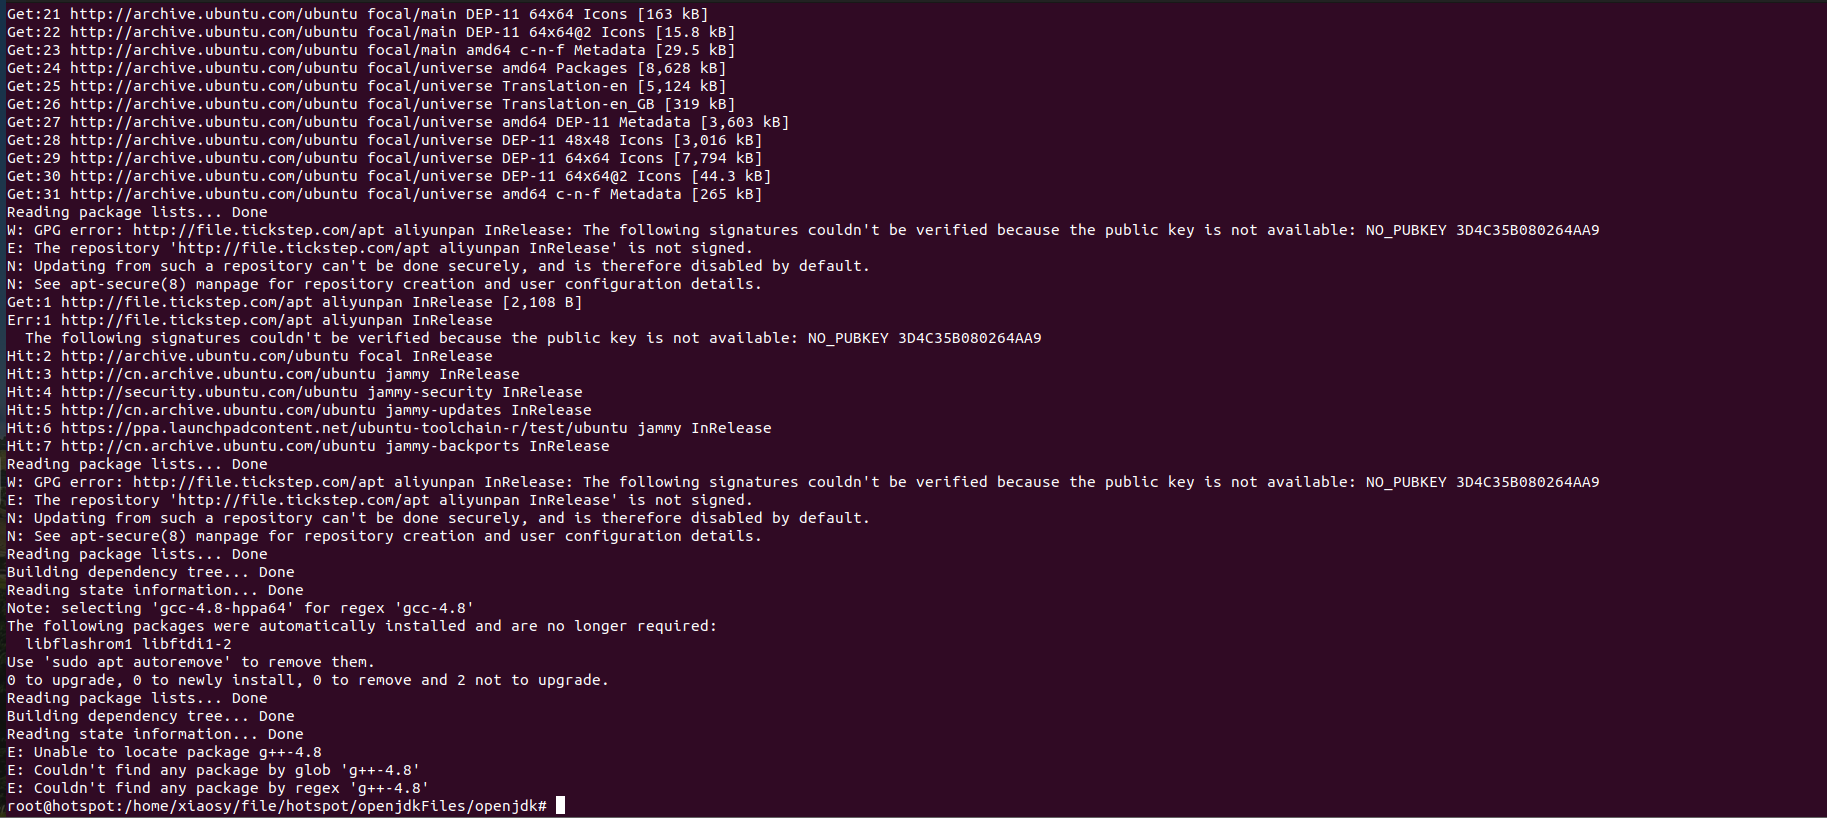 Get:21 http://archive.ubuntu.com/ubuntu focal/main DEP-11 64x64 Icons [163 kB]
Get:22 http://archive.ubuntu.com/ubuntu focal/main DEP-11 64x64@2 Icons [15.8 kB]
Get:23 http://archive.ubuntu.com/ubuntu focal/main amd64 c-n-f Metadata [29.5 kB]
Get:24 http://archive.ubuntu.com/ubuntu focal/universe amd64 Packages [8,628 kB]
Get:25 http://archive.ubuntu.com/ubuntu focal/universe Translation-en [5,124 kB]
Get:26 http://archive.ubuntu.com/ubuntu focal/universe Translation-en_GB [319 kB]
Get:27 http://archive.ubuntu.com/ubuntu focal/universe amd64 DEP-11 Metadata [3,603 kB]
Get:28 http://archive.ubuntu.com/ubuntu focal/universe DEP-11 48x48 Icons [3,016 kB]
Get:29 http://archive.ubuntu.com/ubuntu focal/universe DEP-11 64x64 Icons [7,794 kB]
Get:30 http://archive.ubuntu.com/ubuntu focal/universe DEP-11 64x64@2 Icons [44.3 kB]
Get:31 http://archive.ubuntu.com/ubuntu focal/universe amd64 c-n-f Metadata [265 kB]
Reading package lists... Done
W: GPG error: http://file.tickstep.com/apt aliyunpan InRelease: The following signatures couldn't be verified because the public key is not available: NO_PUBKEY 3D4C35B080264AA9
E: The repository 'http://file.tickstep.com/apt aliyunpan InRelease' is not signed.
N: Updating from such a repository can't be done securely, and is therefore disabled by default.
N: See apt-secure(8) manpage for repository creation and user configuration details.
Get:1 http://file.tickstep.com/apt aliyunpan InRelease [2,108 B]
Err:1 http://file.tickstep.com/apt aliyunpan InRelease
  The following signatures couldn't be verified because the public key is not available: NO_PUBKEY 3D4C35B080264AA9
Hit:2 http://archive.ubuntu.com/ubuntu focal InRelease
Hit:3 http://cn.archive.ubuntu.com/ubuntu jammy InRelease
Hit:4 http://security.ubuntu.com/ubuntu jammy-security InRelease
Hit:5 http://cn.archive.ubuntu.com/ubuntu jammy-updates InRelease
Hit:6 https://ppa.launchpadcontent.net/ubuntu-toolchain-r/test/ubuntu jammy InRelease
Hit:7 http://cn.archive.ubuntu.com/ubuntu jammy-backports InRelease
Reading package lists... Done
W: GPG error: http://file.tickstep.com/apt aliyunpan InRelease: The following signatures couldn't be verified because the public key is not available: NO_PUBKEY 3D4C35B080264AA9
E: The repository 'http://file.tickstep.com/apt aliyunpan InRelease' is not signed.
N: Updating from such a repository can't be done securely, and is therefore disabled by default.
N: See apt-secure(8) manpage for repository creation and user configuration details.
Reading package lists... Done
Building dependency tree... Done
Reading state information... Done
Note: selecting 'gcc-4.8-hppa64' for regex 'gcc-4.8'
The following packages were automatically installed and are no longer required:
  libflashrom1 libftdi1-2
Use 'sudo apt autoremove' to remove them.
0 to upgrade, 0 to newly install, 0 to remove and 2 not to upgrade.
Reading package lists... Done
Building dependency tree... Done
Reading state information... Done
E: Unable to locate package g++-4.8
E: Couldn't find any package by glob 'g++-4.8'
E: Couldn't find any package by regex 'g++-4.8'
root@hotspot:/home/xiaosy/file/hotspot/openjdkFiles/openjdk#